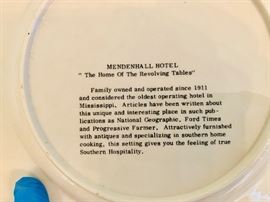 MENDENHALL HOTEL
" The Home Of The Revolving Tables"
Family owned and operated since 1911
and considered the oldest operating hotel in
Mississippi. Articles have been written about
this unique and interesting place in such pub-
lications as National Geographic, Ford Times
and Progressive Farmer. Attractively furnished
with antiques and specializing in southern home
cooking, this setting gives you the feeling of true
Southern Hospitality.